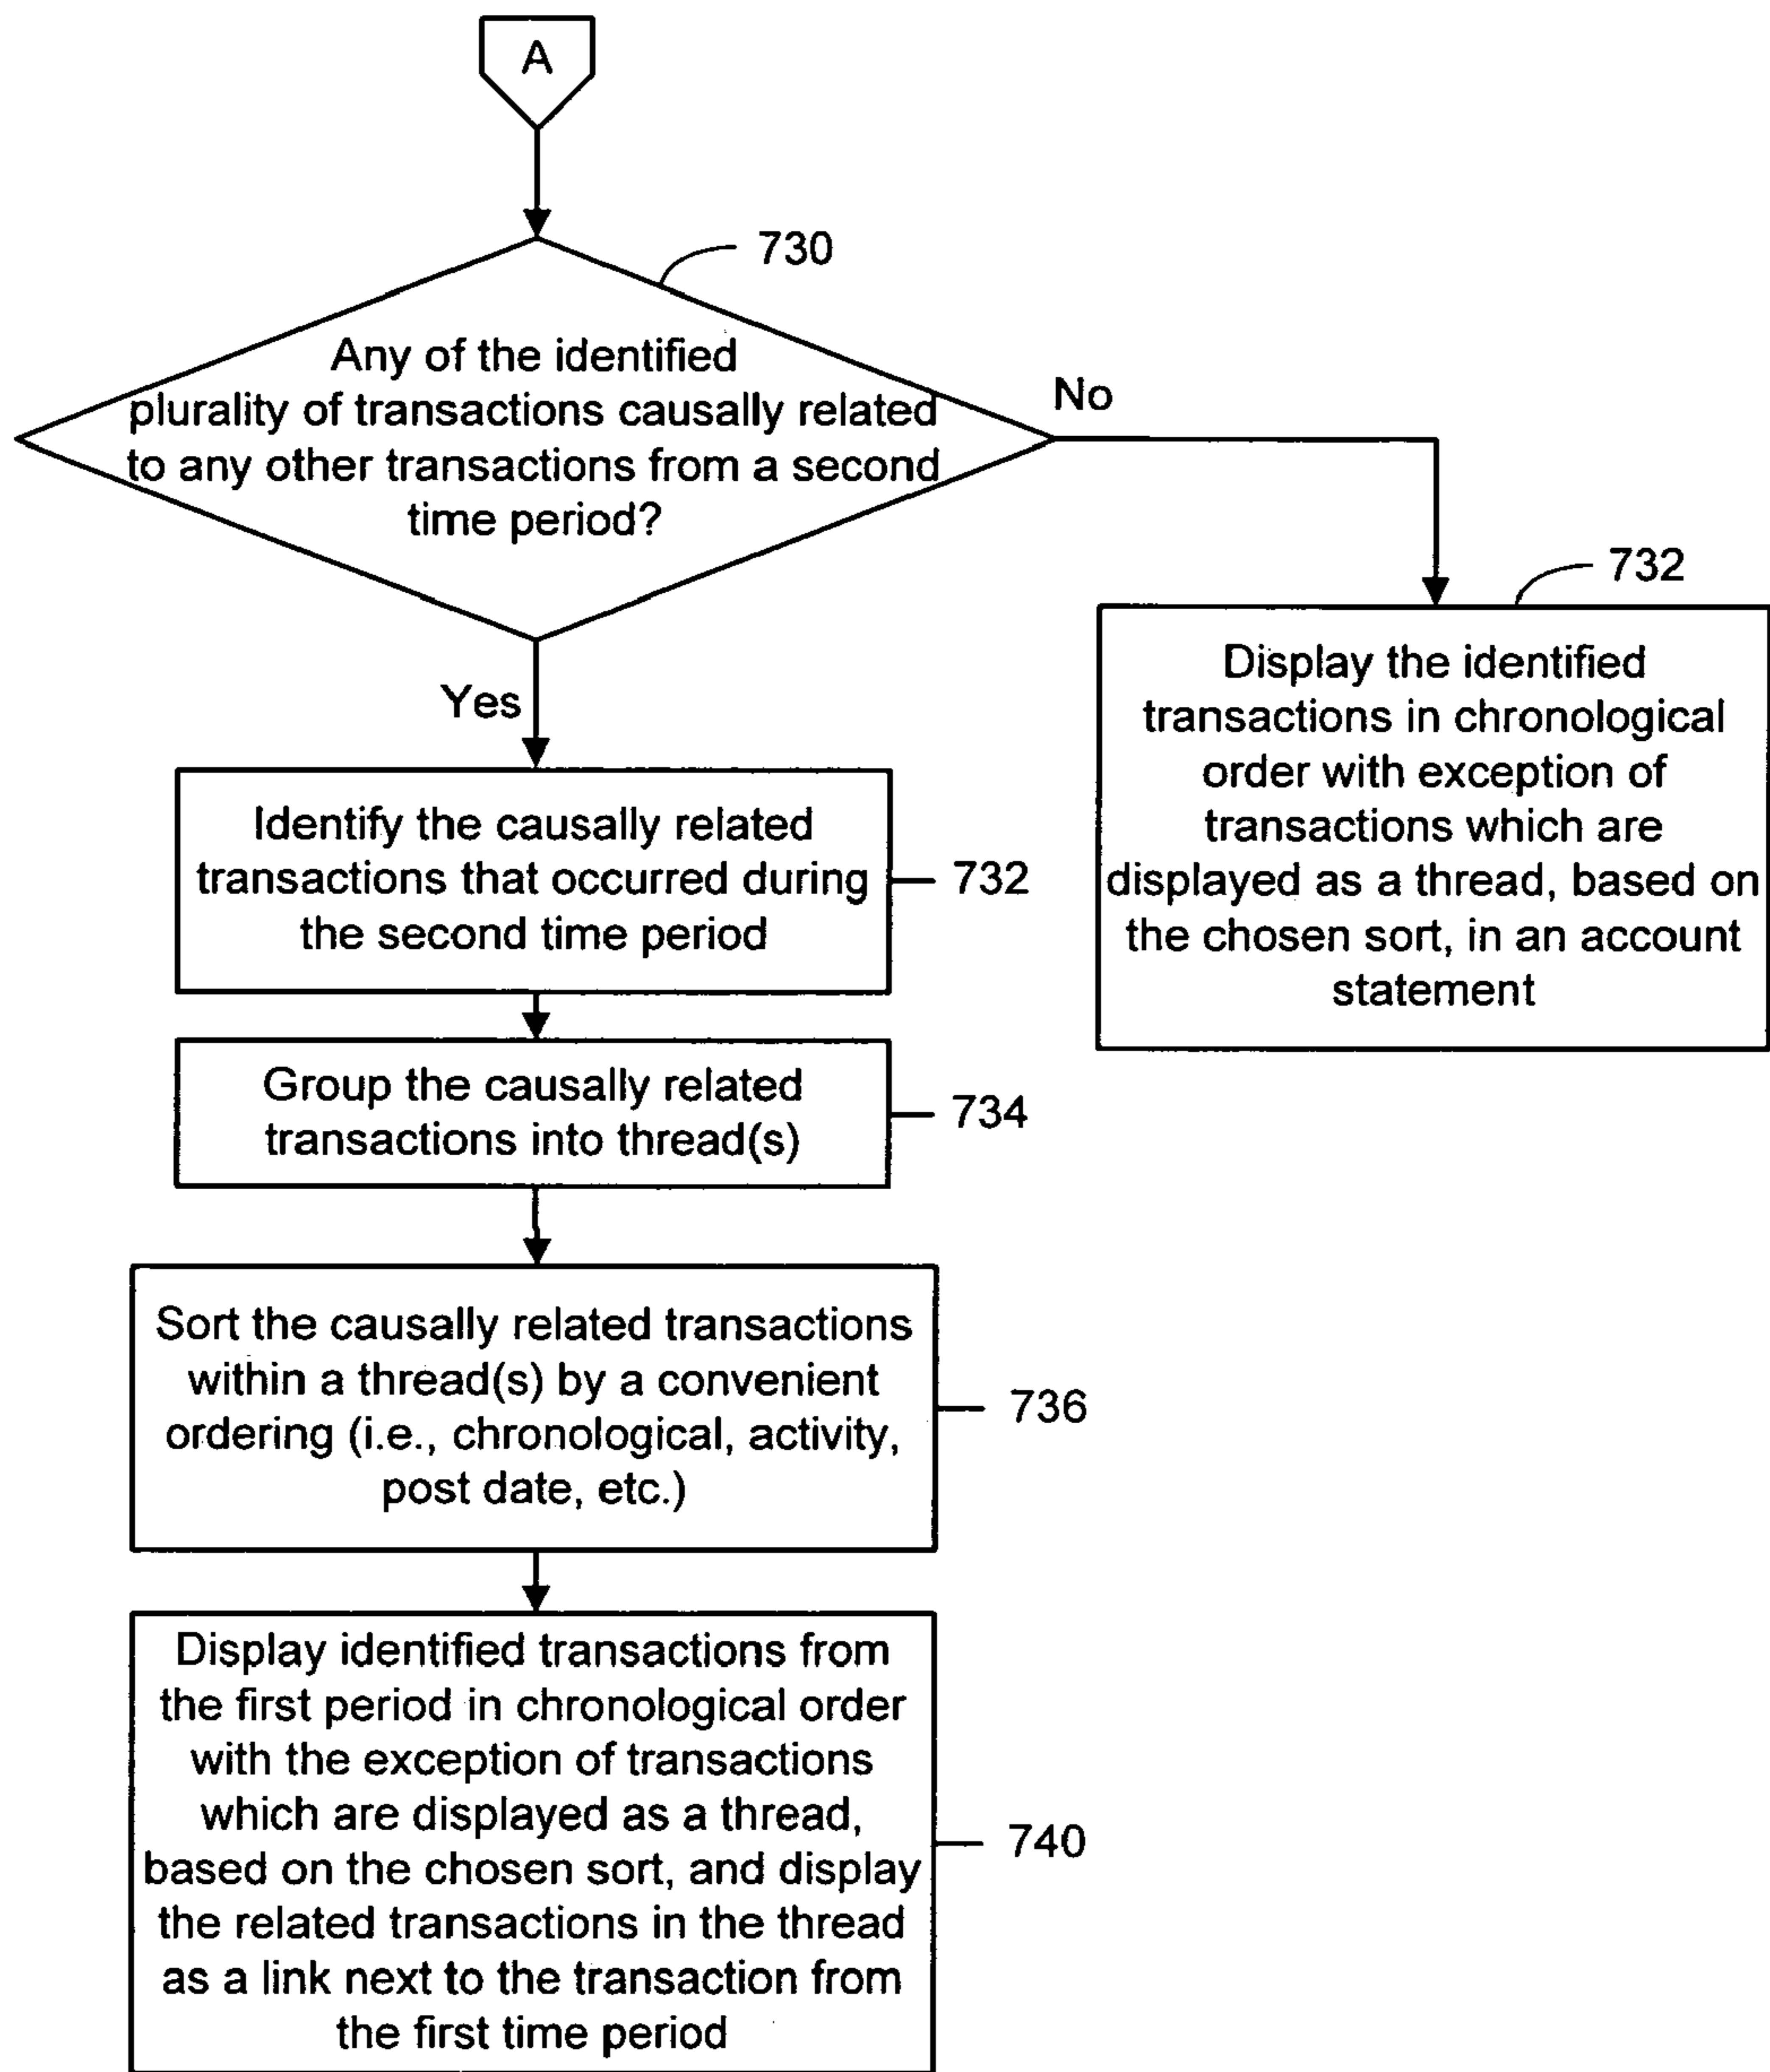 A
730
Any of the identified
plurality of transactions causally related
to any other transactions from a second
time period?
No
Yes
732
Display the identified
transactions in chronological
order with exception of
transactions which are
displayed as a thread, based on
the chosen sort, in an account
statement
Identify the causally related
transactions that occurred during
the second time period
732
Group the causally related
transactions into thread(s)
734
Sort the causally related transactions
within a thread(s) by a convenient
ordering (i.e., chronological, activity,
post date, etc.)
736
Display identified transactions from
the first period in chronological order
with the exception of transactions
which are displayed as a thread,
based on the chosen sort, and display
the related transactions in the thread
as a link next to the transaction from
the first time period
740